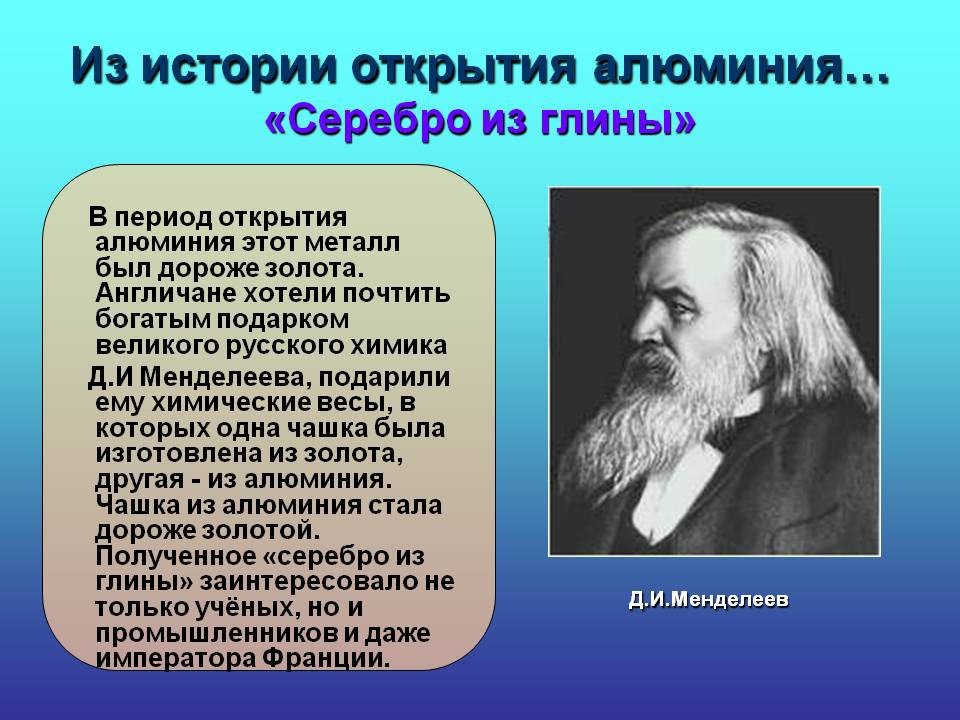 Из истории открытия алюминия…
«Серебро из глины»
В период открытия
алюминия этот металл
был дороже золота.
Англичане хотели почтить
богатым подарком
великого русского химика
Д.И Менделеева, подарили
ему химические весы, в
которых одна чашка была
изготовлена из золота,
другая - из алюминия.
Чашка из алюминия стала
дороже золотой.
Полученное «серебро из
глины» заинтересовало не
только учёных, но и
промышленников и даже
императора Франции.
Д.И.Менделеев